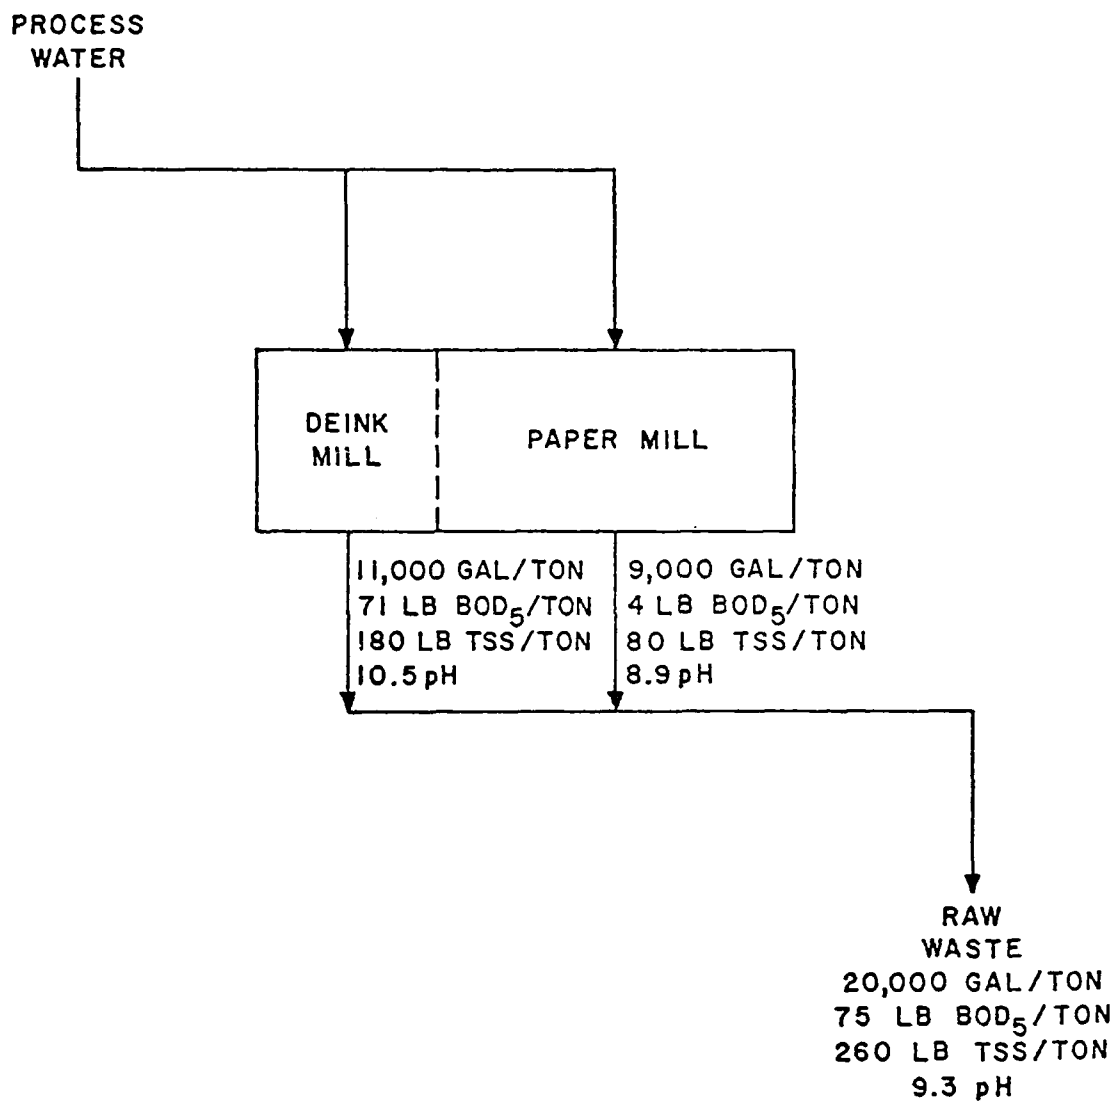 PROCESS
WATER
DEINK
MILL
PAPER MILL
11,000 GAL/TON
71 LB BOD5/TON
180 LB TSS/TON
10.5 pH
9,000 GAL/TON
4 LB BOD5/TON
80 LB TSS/TON
8.9 pH
RAW
WASTE
20,000 GAL/TON
75 LB BOD5/TON
260 LB TSS/TON
9.3 pH